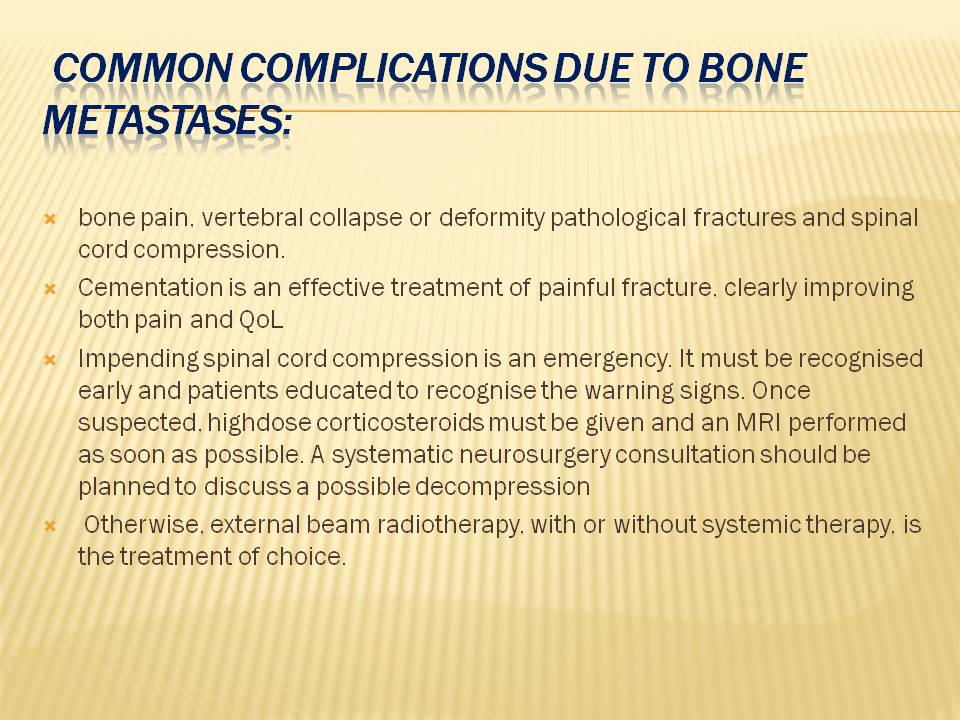 COMMON COMPLICATIONS DUE TO BONE
METASTASES:
bone pain, vertebral collapse or deformity pathological fractures and spinal
cord compression.
Cementation is an effective treatment of painful fracture, clearly improving
both pain and QoL
Impending spinal cord compression is an emergency. It must be recognised
early and patients educated to recognise the warning signs. Once
suspected, highdose corticosteroids must be given and an MRI performed
as soon as possible. A systematic neurosurgery consultation should be
planned to discuss a possible decompression
Otherwise, external beam radiotherapy, with or without systemic therapy, is
the treatment of choice.